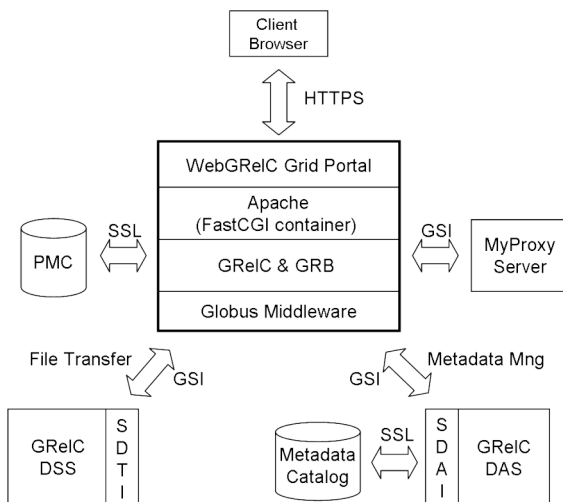 Client
Browser
HTTPS
WebGRelC Grid Portal
Apache
(FastCGI container)
GRelC & GRB
Globus Middleware
SSL
PMC
GSI
MyProxy
Server
File Transfer
GSI
Metadata Mng
GSI
GRelC
DSS
S
D
T
I
Metadata
Catalog
SSL
S
D
A
I
GRelC
DAS